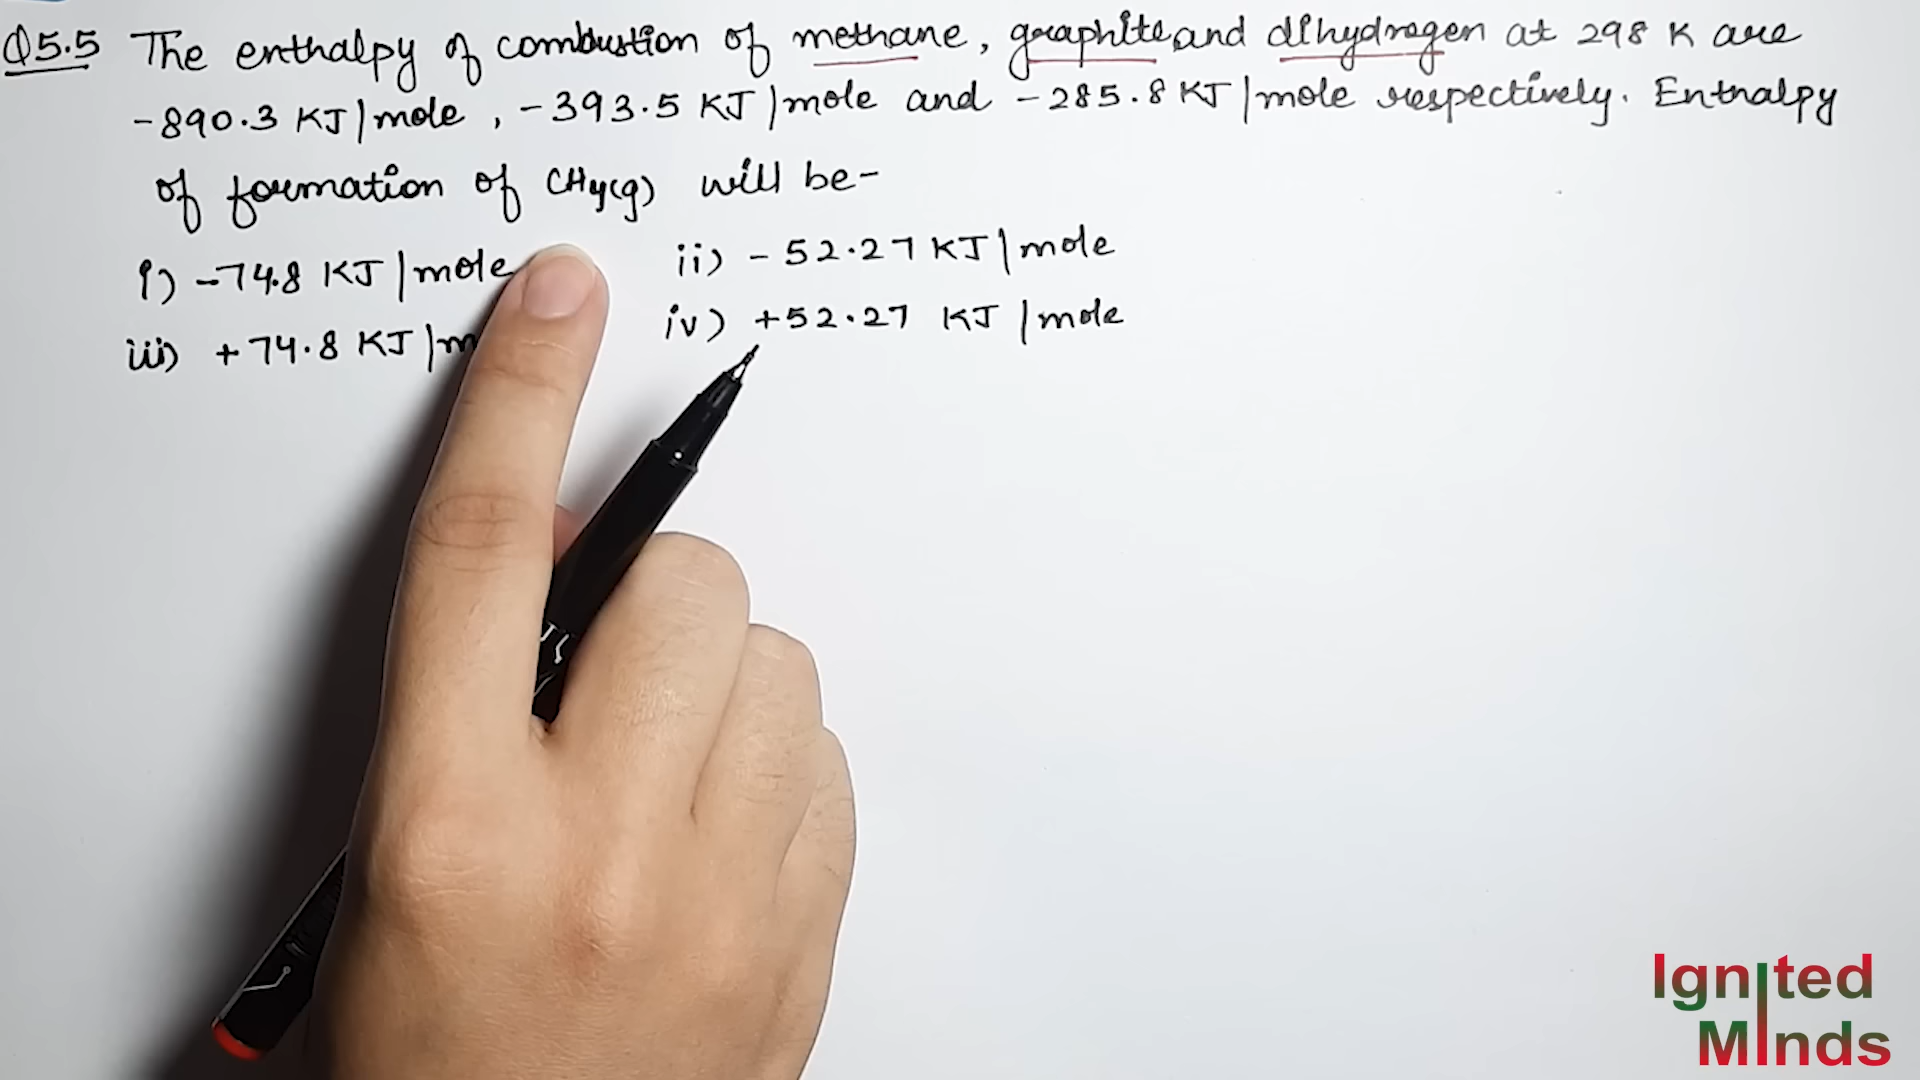 Q5.5 The enthalpy of combustion of methane, graphite and dihydrogen at 298 K are
-890.3 KJ/mole, -393.5 KJ/mole and -285.8 KJ/mole respectively. Enthalpy
of formation of CH4(g) will be-
i) -74.8 KJ/mole ii) -52.27 KJ/mole
iii) +74.8 KJ/m iv) +52.27 KJ/mole
Ignited
Minds